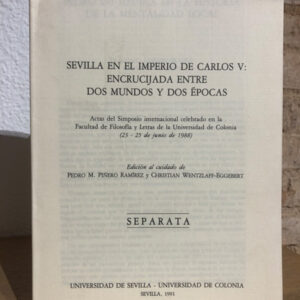 SEVILLA EN EL IMPERIO DE CARLOS V:
ENCRUCIJADA ENTRE
DOS MUNDOS Y DOS ÉPOCAS
Actas del Simposio internacional celebrado en la
Facultad de Filosofía y Letras de la Universidad de Colonia
(23 - 25 de junio de 1988)
Edición al cuidado de
PEDRO M. PIÑERO RAMÍREZ Y CHRISTIAN WENTZLAFF-EGGEBERT
SEPARATA
UNIVERSIDAD DE SEVILLA - UNIVERSIDAD DE COLONIA
SEVILLA, 1991